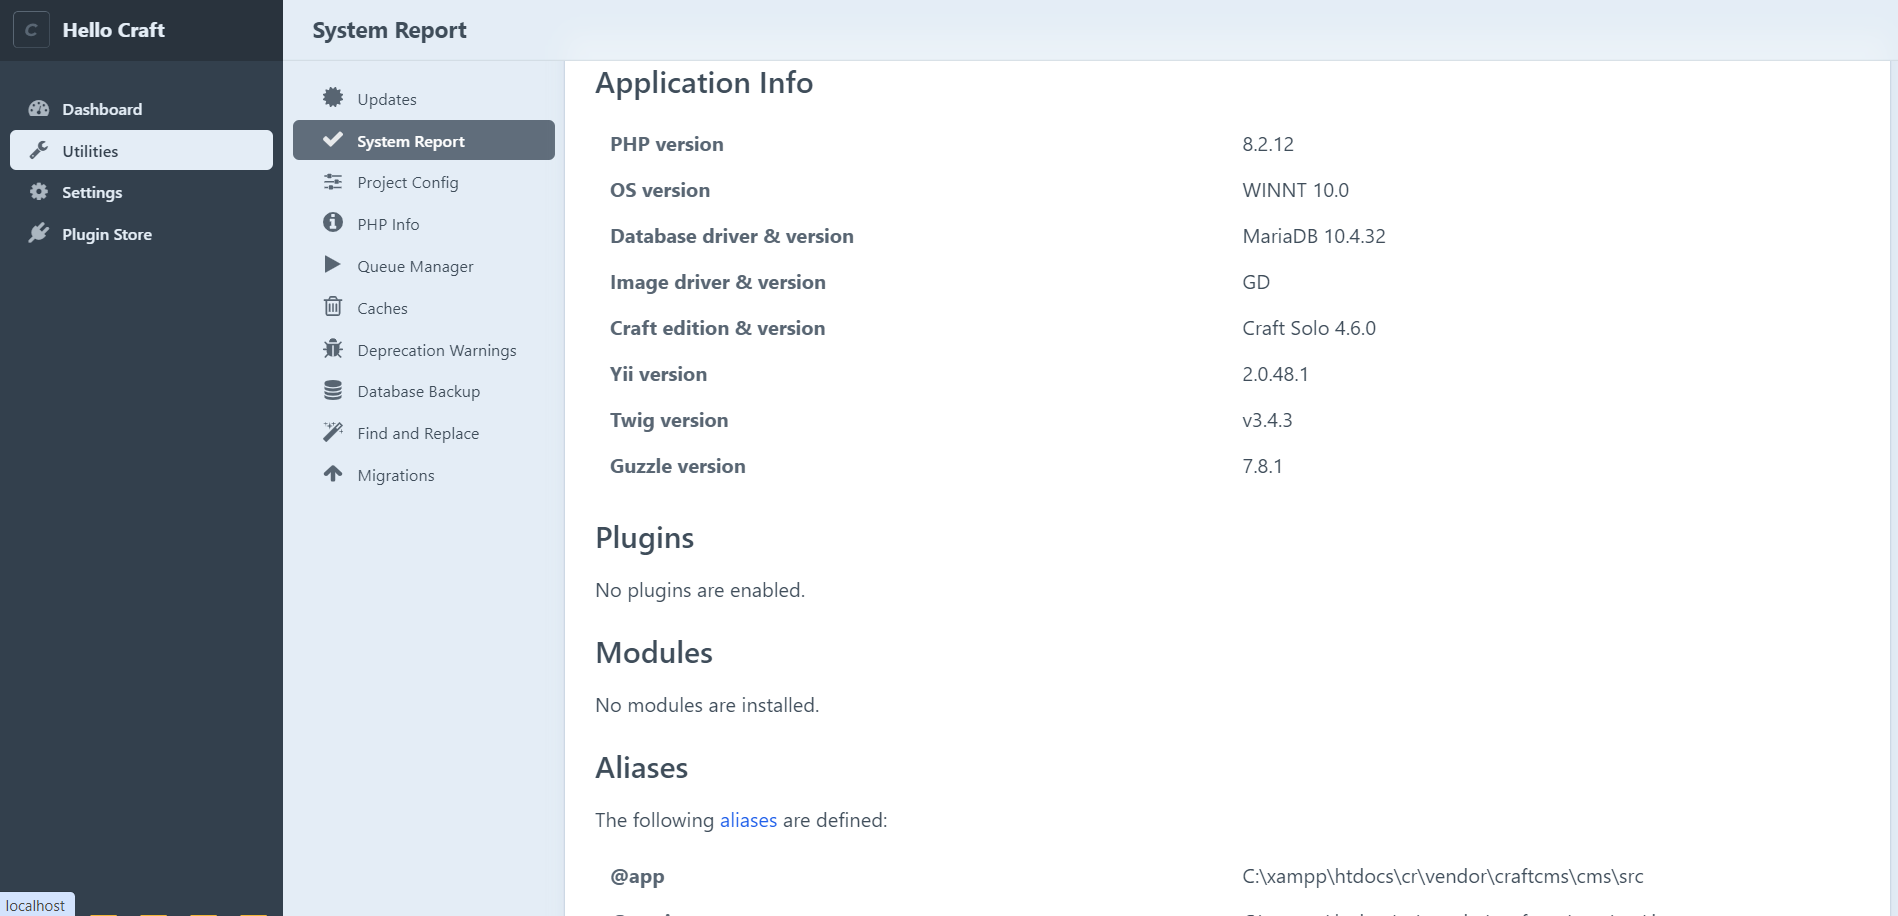 C Hello Craft
System Report
Dashboard
Utilities
Settings
Plugin Store
Updates
System Report
Project Config
PHP Info
Queue Manager
Caches
Deprecation Warnings
Database Backup
Find and Replace
Migrations
Application Info
PHP version 8.2.12
OS version WINNT 10.0
Database driver & version MariaDB 10.4.32
Image driver & version GD
Craft edition & version Craft Solo 4.6.0
Yii version 2.0.48.1
Twig version v3.4.3
Guzzle version 7.8.1
Plugins
No plugins are enabled.
Modules
No modules are installed.
Aliases
The following aliases are defined:
@app C:\xampp\htdocs\cr\vendor\craftcms\cms\src
localhost